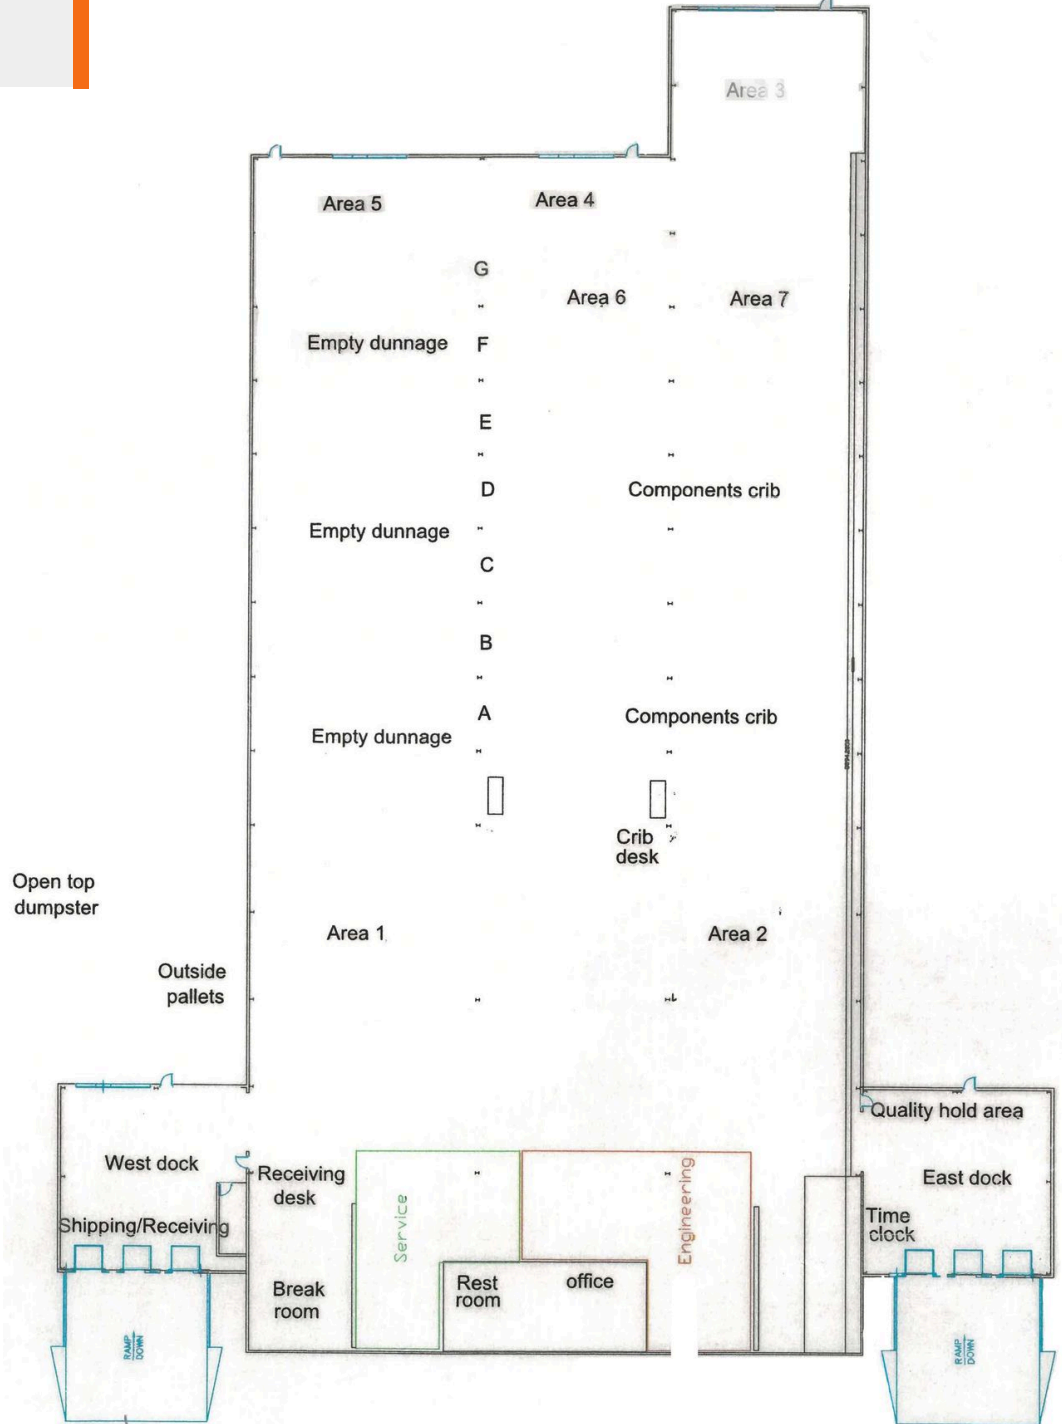 Area 3
Area 5
Area 4
G
Area 6
Area 7
Empty dunnage
F
E
D
Components crib
Empty dunnage
C
B
A
Components crib
Empty dunnage
Crib
desk
Open top
dumpster
Area 1
Area 2
Outside
pallets
Quality hold area
West dock
Receiving
desk
Service
Engineering
East dock
Shipping/Receiving
Time
clock
Break
room
Rest
room
office
RAMP
DOWN
RAMP
DOWN